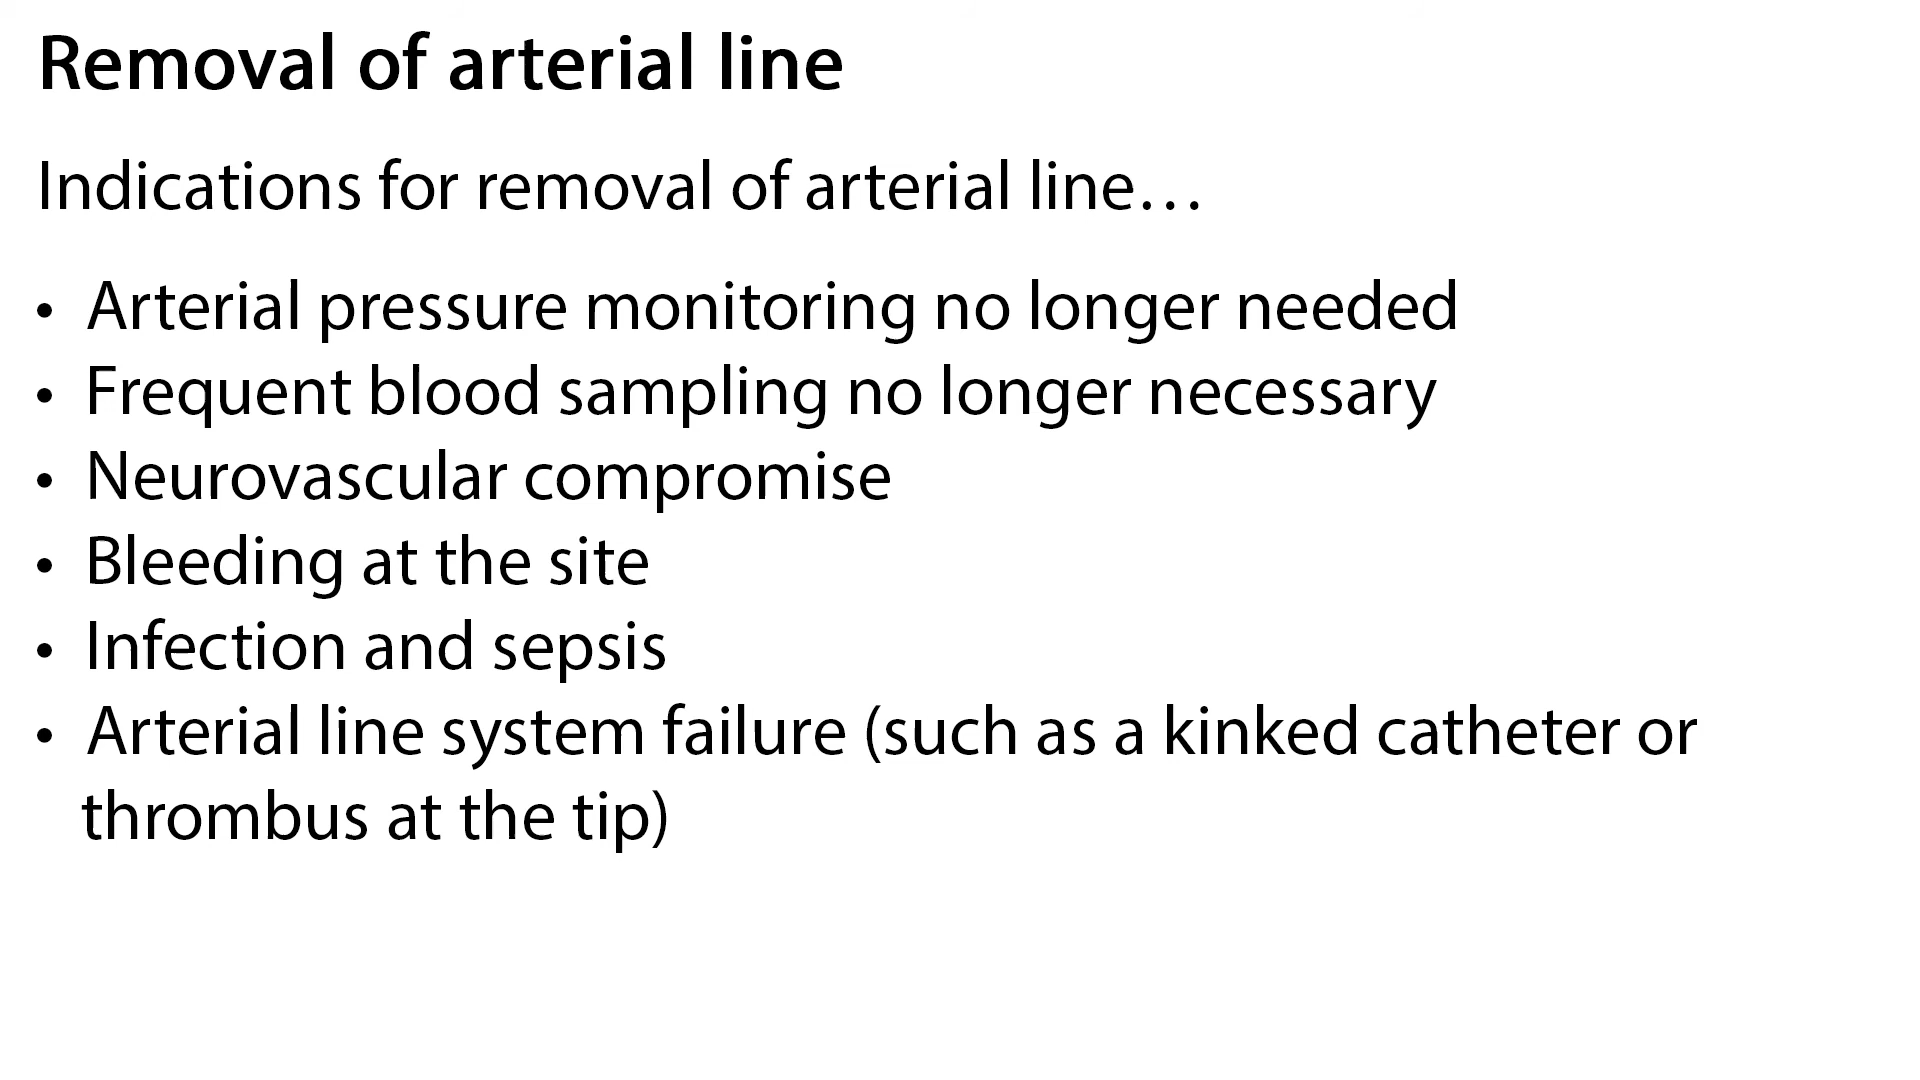 Removal of arterial line
Indications for removal of arterial line…
• Arterial pressure monitoring no longer needed
• Frequent blood sampling no longer necessary
• Neurovascular compromise
• Bleeding at the site
• Infection and sepsis
• Arterial line system failure (such as a kinked catheter or
thrombus at the tip)